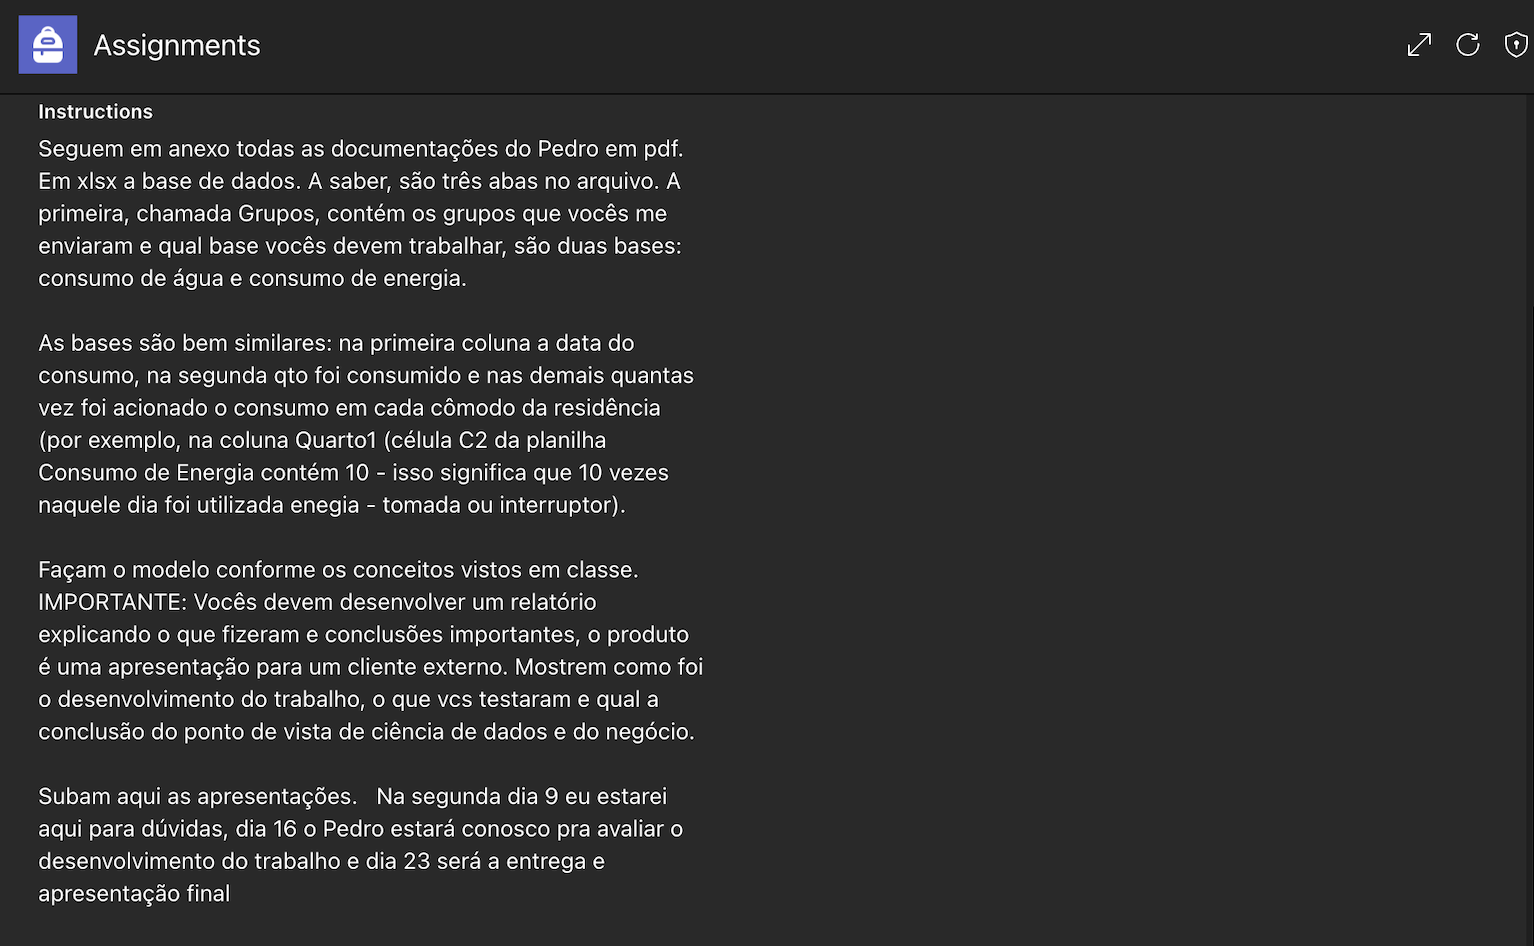 Assignments
Instructions
Seguem em anexo todas as documentações do Pedro em pdf.
Em xlsx a base de dados. A saber, são três abas no arquivo. A
primeira, chamada Grupos, contém os grupos que vocês me
enviaram e qual base vocês devem trabalhar, são duas bases:
consumo de água e consumo de energia.
As bases são bem similares: na primeira coluna a data do
consumo, na segunda qto foi consumido e nas demais quantas
vez foi acionado o consumo em cada cômodo da residência
(por exemplo, na coluna Quarto1 (célula C2 da planilha
Consumo de Energia contém 10 - isso significa que 10 vezes
naquele dia foi utilizada enegia - tomada ou interruptor).
Façam o modelo conforme os conceitos vistos em classe.
IMPORTANTE: Vocês devem desenvolver um relatório
explicando o que fizeram e conclusões importantes, o produto
é uma apresentação para um cliente externo. Mostrem como foi
o desenvolvimento do trabalho, o que vcs testaram e qual a
conclusão do ponto de vista de ciência de dados e do negócio.
Subam aqui as apresentações.   Na segunda dia 9 eu estarei
aqui para dúvidas, dia 16 o Pedro estará conosco pra avaliar o
desenvolvimento do trabalho e dia 23 será a entrega e
apresentação final